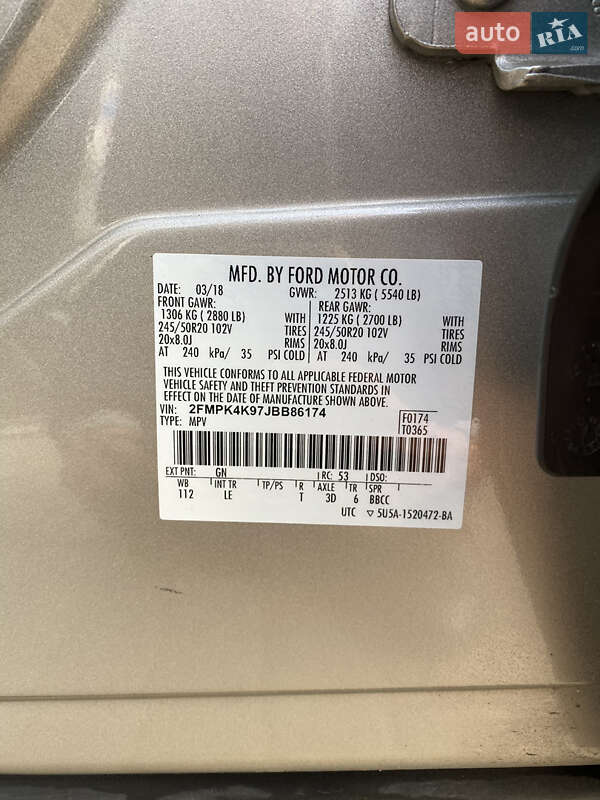 auto RIA .com
MFD. BY FORD MOTOR CO.
DATE: 03/18 GVWR: 2513 KG ( 5540 LB)
FRONT GAWR: REAR GAWR:
1306 KG ( 2880 LB) WITH 1225 KG ( 2700 LB) WITH
245/50R20 102V TIRES 245/50R20 102V TIRES
20x8.0J RIMS 20x8.0J RIMS
AT 240 kPa/ 35 PSI COLD AT 240 kPa/ 35 PSI COLD
THIS VEHICLE CONFORMS TO ALL APPLICABLE FEDERAL MOTOR
VEHICLE SAFETY AND THEFT PREVENTION STANDARDS IN
EFFECT ON THE DATE OF MANUFACTURE SHOWN ABOVE.
VIN: 2FMPK4K97JBB86174 F0174
TYPE: MPV T0365
EXT PNT: GN RC: 53 DSO:
WB INT TR TP/PS R AXLE TR SPR
112 LE T 3D 6 BBCC
UTC ▽ 5U5A-1520472-BA